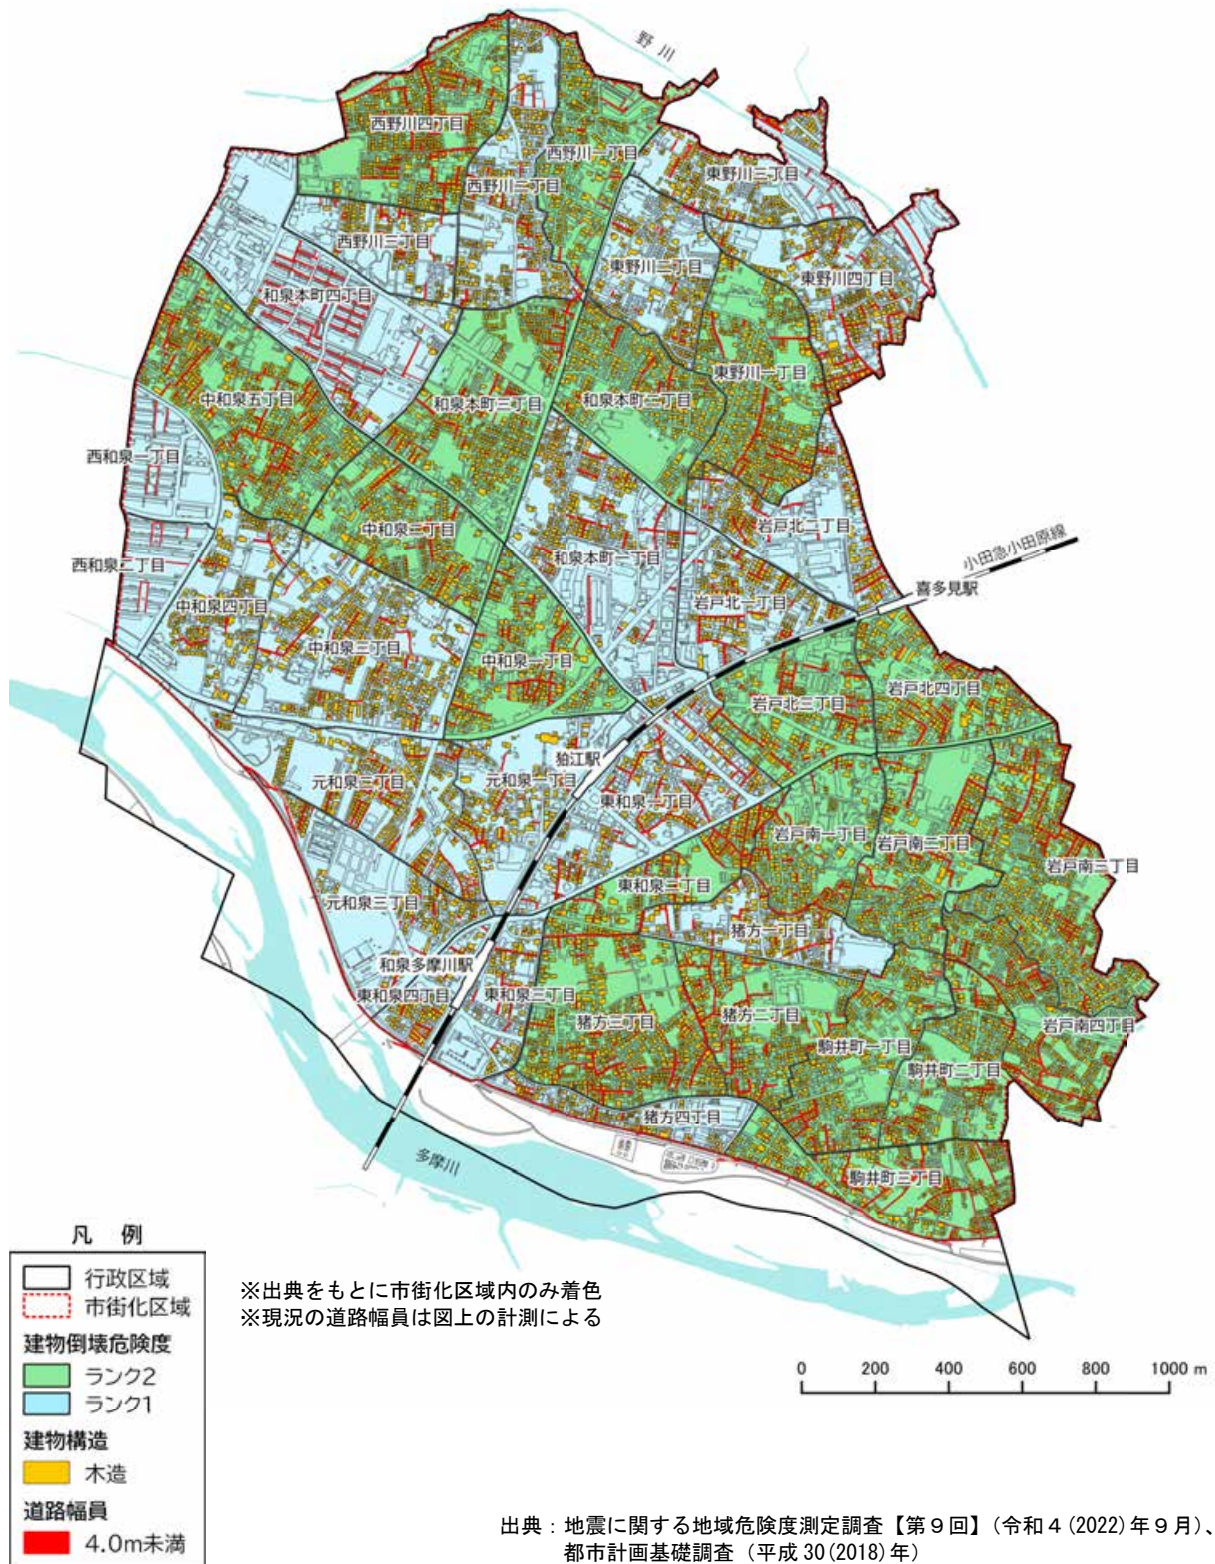 野川
西野川四丁目
西野川一丁目
西野川二丁目
東野川三丁目
西野川三丁目
東野川二丁目
東野川四丁目
和泉本町四丁目
東野川一丁目
中和泉五丁目
和泉本町三丁目
和泉本町二丁目
西和泉一丁目
中和泉二丁目
岩戸北二丁目
和泉本町一丁目
小田急小田原線
西和泉二丁目
喜多見駅
中和泉四丁目
岩戸北一丁目
中和泉三丁目
中和泉一丁目
岩戸北四丁目
岩戸北三丁目
狛江駅
元和泉二丁目
元和泉一丁目
東和泉一丁目
岩戸南一丁目
岩戸南二丁目
岩戸南三丁目
東和泉二丁目
元和泉三丁目
猪方一丁目
和泉多摩川駅
東和泉四丁目
東和泉三丁目
猪方三丁目
猪方二丁目
岩戸南四丁目
駒井町一丁目
駒井町二丁目
猪方四丁目
多摩川
駒井町三丁目
凡 例
行政区域
市街化区域
建物倒壊危険度
ランク2
ランク1
建物構造
木造
道路幅員
4.0m未満
※出典をもとに市街化区域内のみ着色
※現況の道路幅員は図上の計測による
0 200 400 600 800 1000 m
出典：地震に関する地域危険度測定調査【第９回】（令和４(2022)年９月）、
都市計画基礎調査（平成30(2018)年）